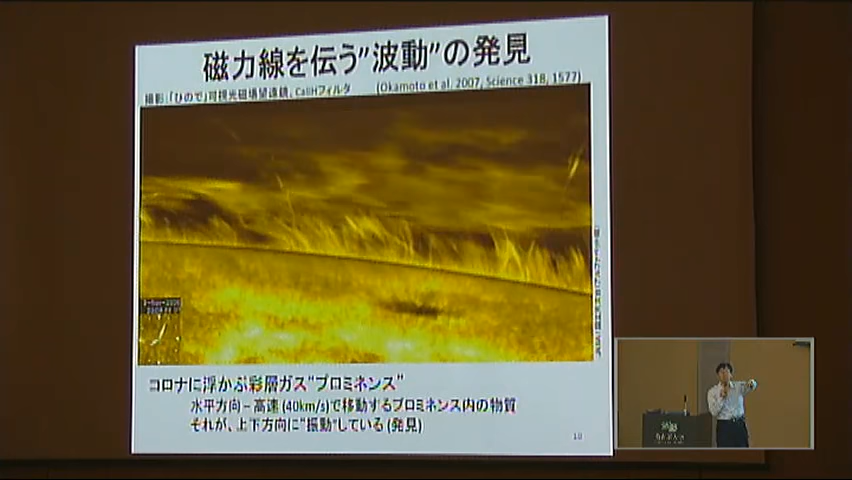 磁力線を伝う"波動"の発見
(Okamoto et al. 2007, Science 318, 1577)
撮影:「ひので」可視光磁場望遠鏡、CaIIHフィルタ
コロナに浮かぶ彩層ガス"プロミネンス"
水平方向 – 高速 (40km/s)で移動するプロミネンス内の物質
それが、上下方向に"振動"している (発見)
10